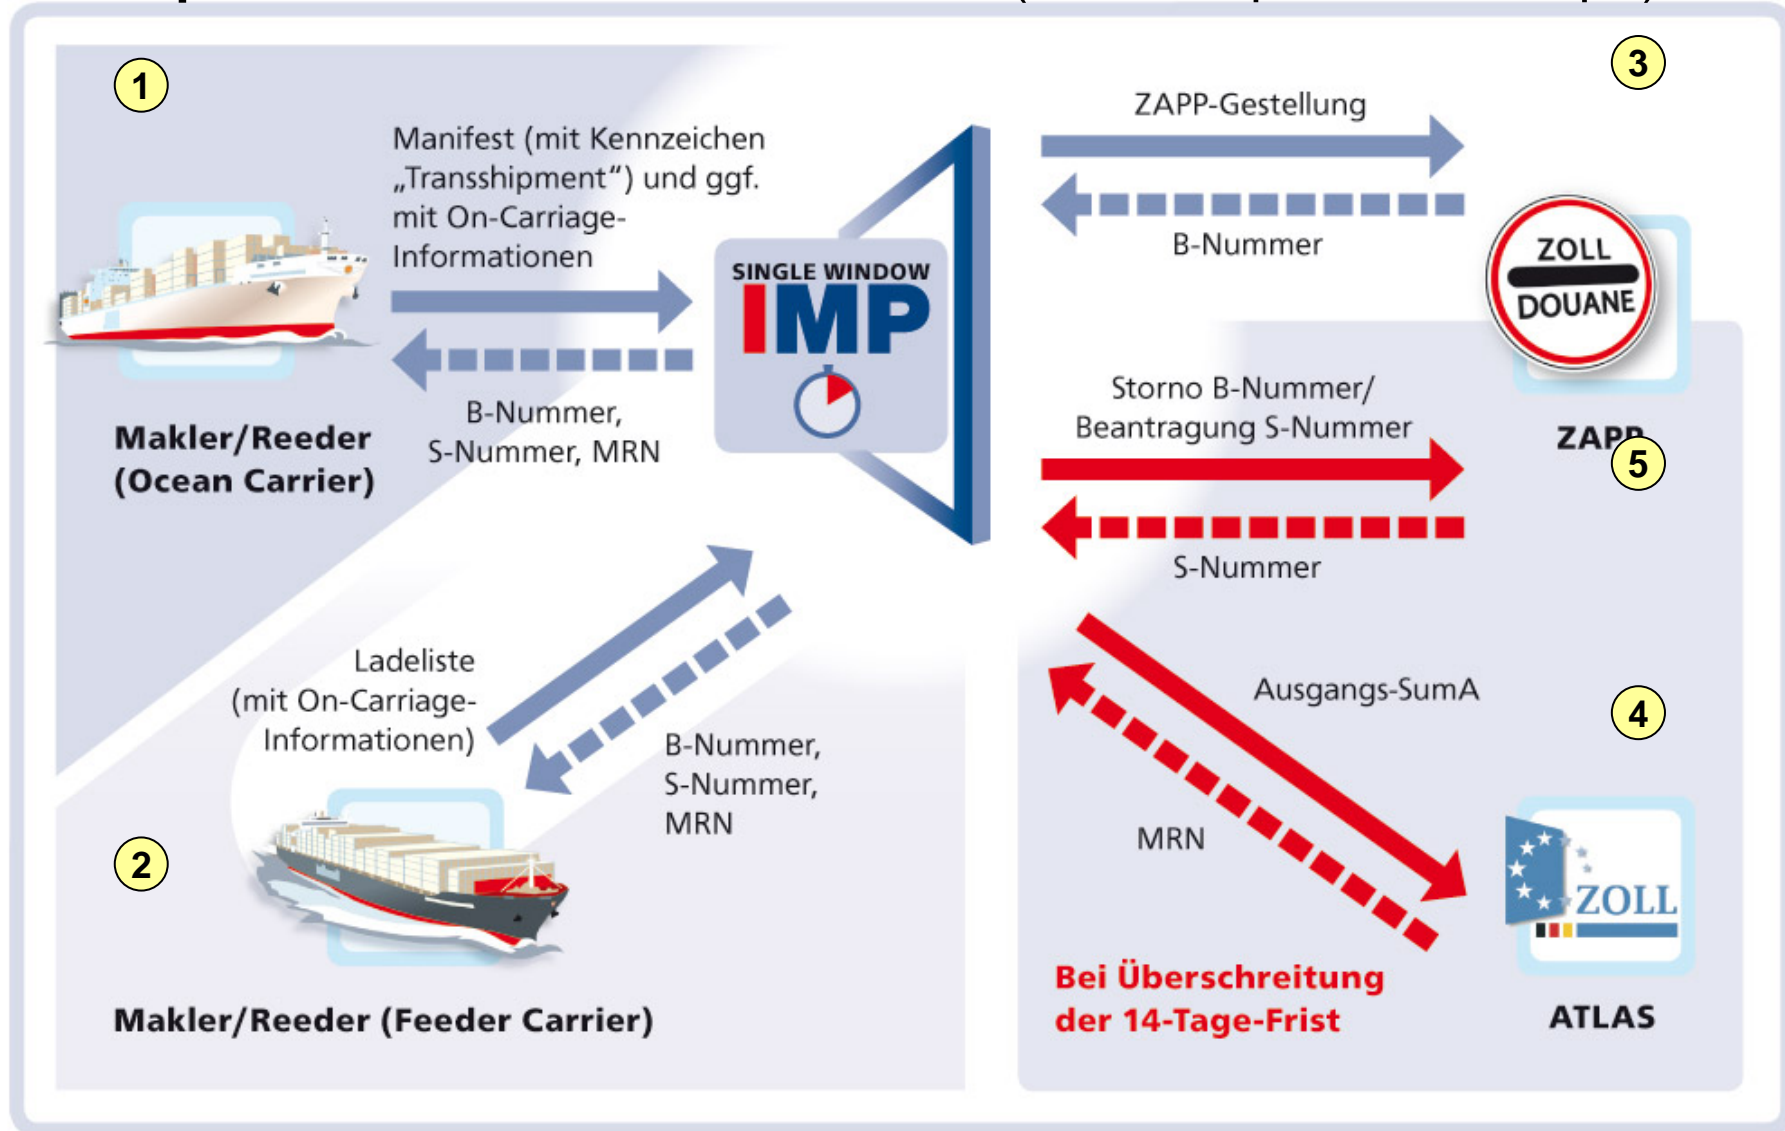 1
Manifest (mit Kennzeichen
„Transshipment“) und ggf.
mit On-Carriage-
Informationen
B-Nummer,
S-Nummer, MRN
Makler/Reeder
(Ocean Carrier)
SINGLE WINDOW
IMP
3
ZAPP-Gestellung
B-Nummer
ZOLL
DOUANE
ZAPP
5
Storno B-Nummer/
Beantragung S-Nummer
S-Nummer
Ladeliste
(mit On-Carriage-
Informationen)
B-Nummer,
S-Nummer,
MRN
2
Makler/Reeder (Feeder Carrier)
Ausgangs-SumA
4
MRN
ZOLL
ATLAS
Bei Überschreitung
der 14-Tage-Frist